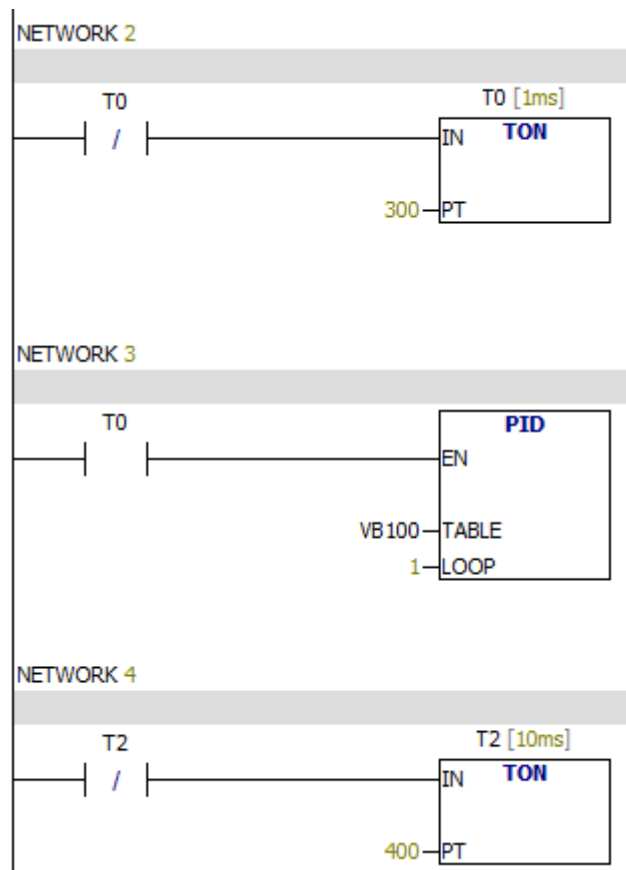 NETWORK 2
T0
T0 [1ms]
/
IN TON
300 PT
NETWORK 3
T0
PID
EN
VB100 TABLE
1 LOOP
NETWORK 4
T2
T2 [10ms]
/
IN TON
400 PT